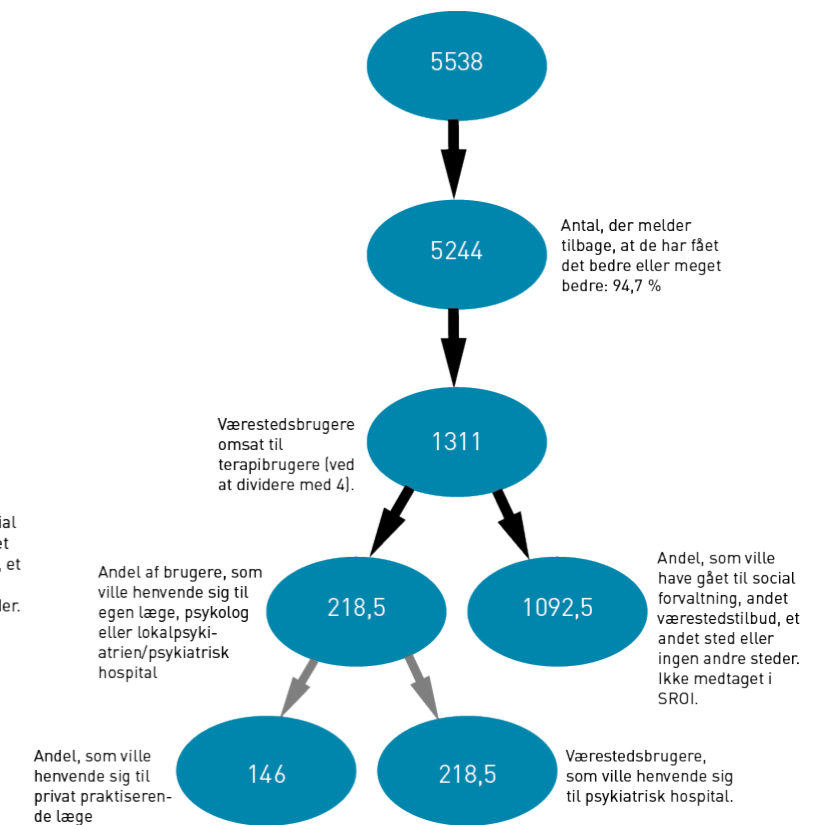 5538
5244
Antal, der melder
tilbage, at de har fået
det bedre eller meget
bedre: 94,7 %
Værestedsbrugere
omsat til
terapibrugere (ved
at dividere med 4).
1311
ial
et
, et
der.
Andel af brugere, som
ville henvende sig til
egen læge, psykolog
eller lokalpsyki-
atrien/psykiatrisk
hospital
218,5
1092,5
Andel, som ville
have gået til social
forvaltning, andet
værestedstilbud, et
andet sted eller
ingen andre steder.
Ikke medtaget i
SROI.
Andel, som ville
henvende sig til
privat praktiseren-
de læge
146
218,5
Værestedsbrugere,
som ville henvende sig
til psykiatrisk hospital.